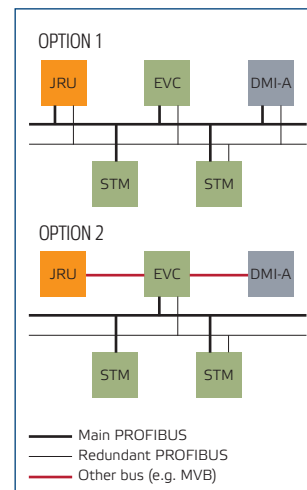 OPTION 1
JRU EVC DMI-A
STM STM
OPTION 2
JRU EVC DMI-A
STM STM
Main PROFIBUS
Redundant PROFIBUS
Other bus (e.g. MVB)